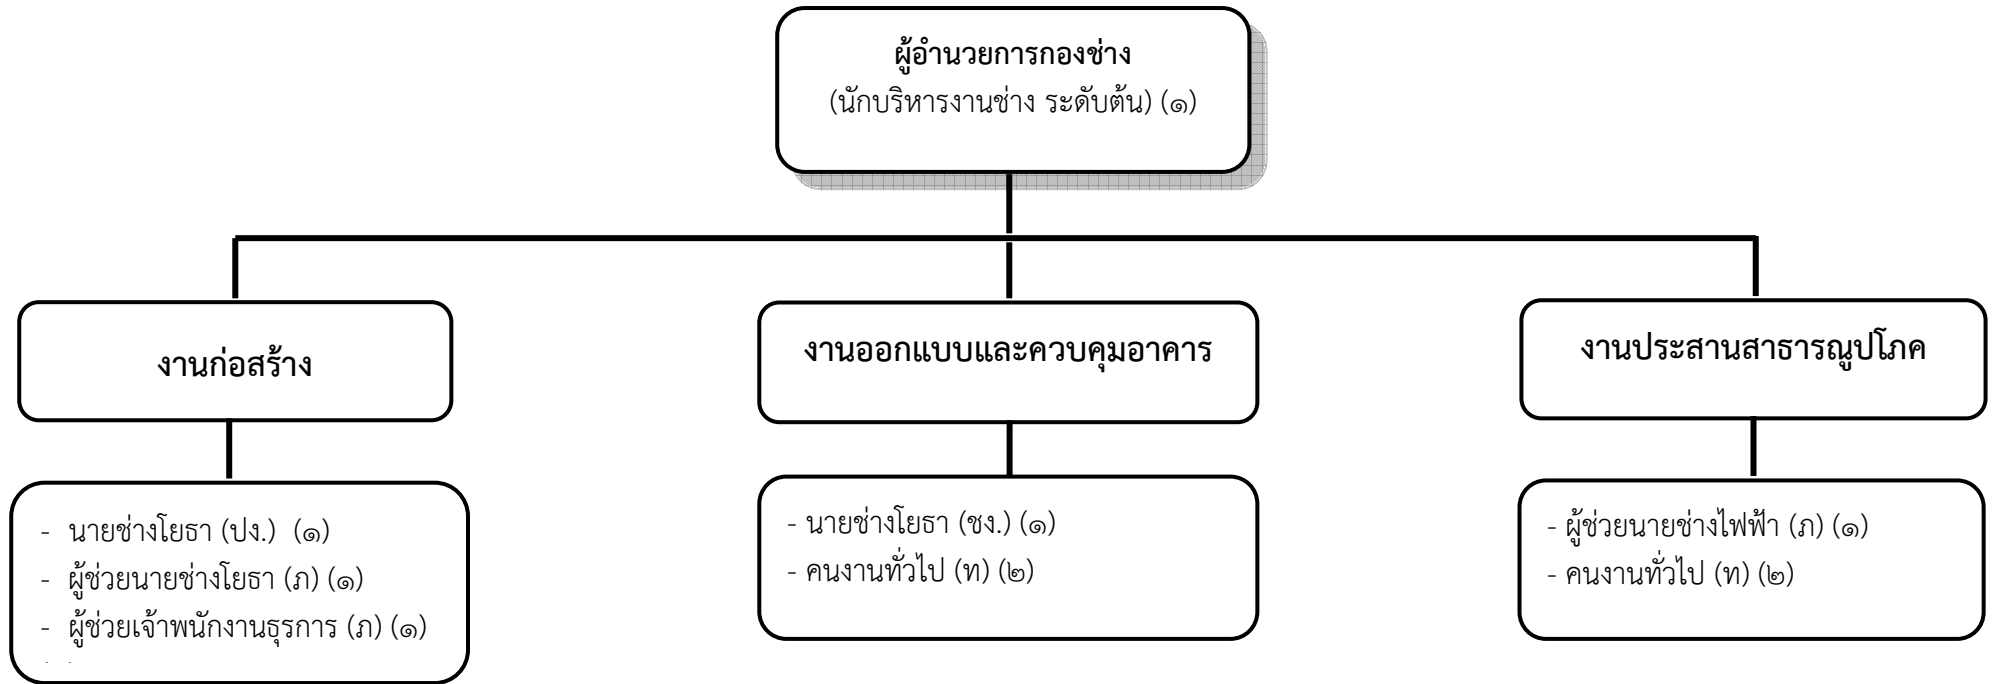 ผู้อำนวยการกองช่าง
(นักบริหารงานช่าง ระดับต้น) (๑)
งานก่อสร้าง
งานออกแบบและควบคุมอาคาร
งานประสานสาธารณูปโภค
- นายช่างโยธา (ปง.) (๑)
- ผู้ช่วยนายช่างโยธา (ภ) (๑)
- ผู้ช่วยเจ้าพนักงานธุรการ (ภ) (๑)
- นายช่างโยธา (ชง.) (๑)
- คนงานทั่วไป (ท) (๒)
- ผู้ช่วยนายช่างไฟฟ้า (ภ) (๑)
- คนงานทั่วไป (ท) (๒)